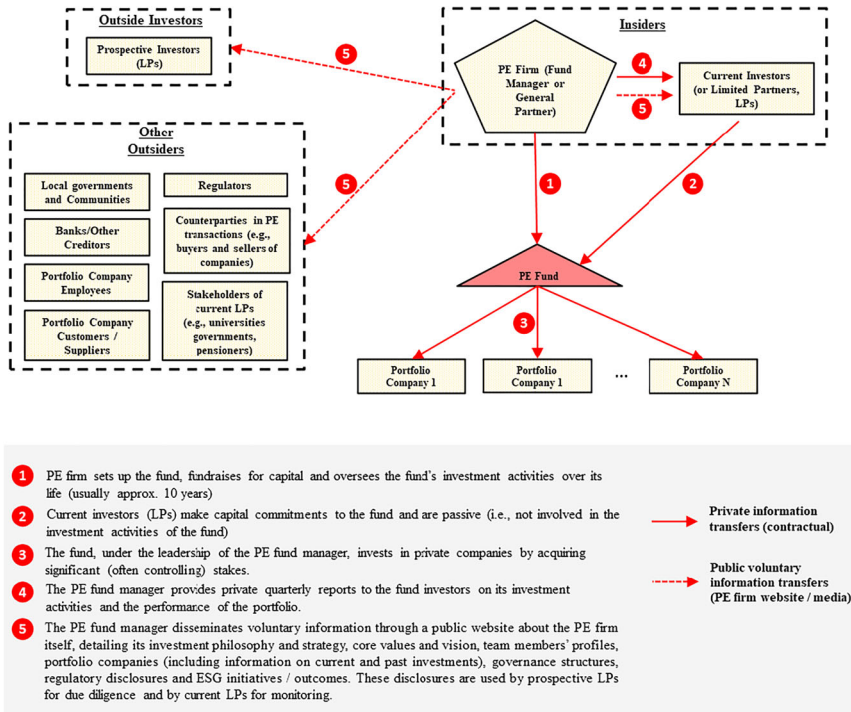 Outside Investors
Prospective Investors
(LPs)
Insiders
PE Firm (Fund
Manager or
General
Partner)
Current Investors
(or Limited Partners,
LPs)
4
5
5
5
1
2
Other
Outsiders
Local governments
and Communities
Regulators
Banks/Other
Creditors
Counterparties in PE
transactions (e.g.,
buyers and sellers of
companies)
Portfolio Company
Employees
Stakeholders of
current LPs
(e.g., universities
governments,
pensioners)
Portfolio Company
Customers /
Suppliers
PE Fund
3
Portfolio
Company 1
Portfolio
Company 1
...
Portfolio
Company N
1 PE firm sets up the fund, fundraises for capital and oversees the fund's investment activities over its
life (usually approx. 10 years)
2 Current investors (LPs) make capital commitments to the fund and are passive (i.e., not involved in the
investment activities of the fund)
3 The fund, under the leadership of the PE fund manager, invests in private companies by acquiring
significant (often controlling) stakes.
4 The PE fund manager provides private quarterly reports to the fund investors on its investment
activities and the performance of the portfolio.
5 The PE fund manager disseminates voluntary information through a public website about the PE firm
itself, detailing its investment philosophy and strategy, core values and vision, team members' profiles,
portfolio companies (including information on current and past investments), governance structures,
regulatory disclosures and ESG initiatives / outcomes. These disclosures are used by prospective LPs
for due diligence and by current LPs for monitoring.
Private information
transfers (contractual)
Public voluntary
information transfers
(PE firm website / media)